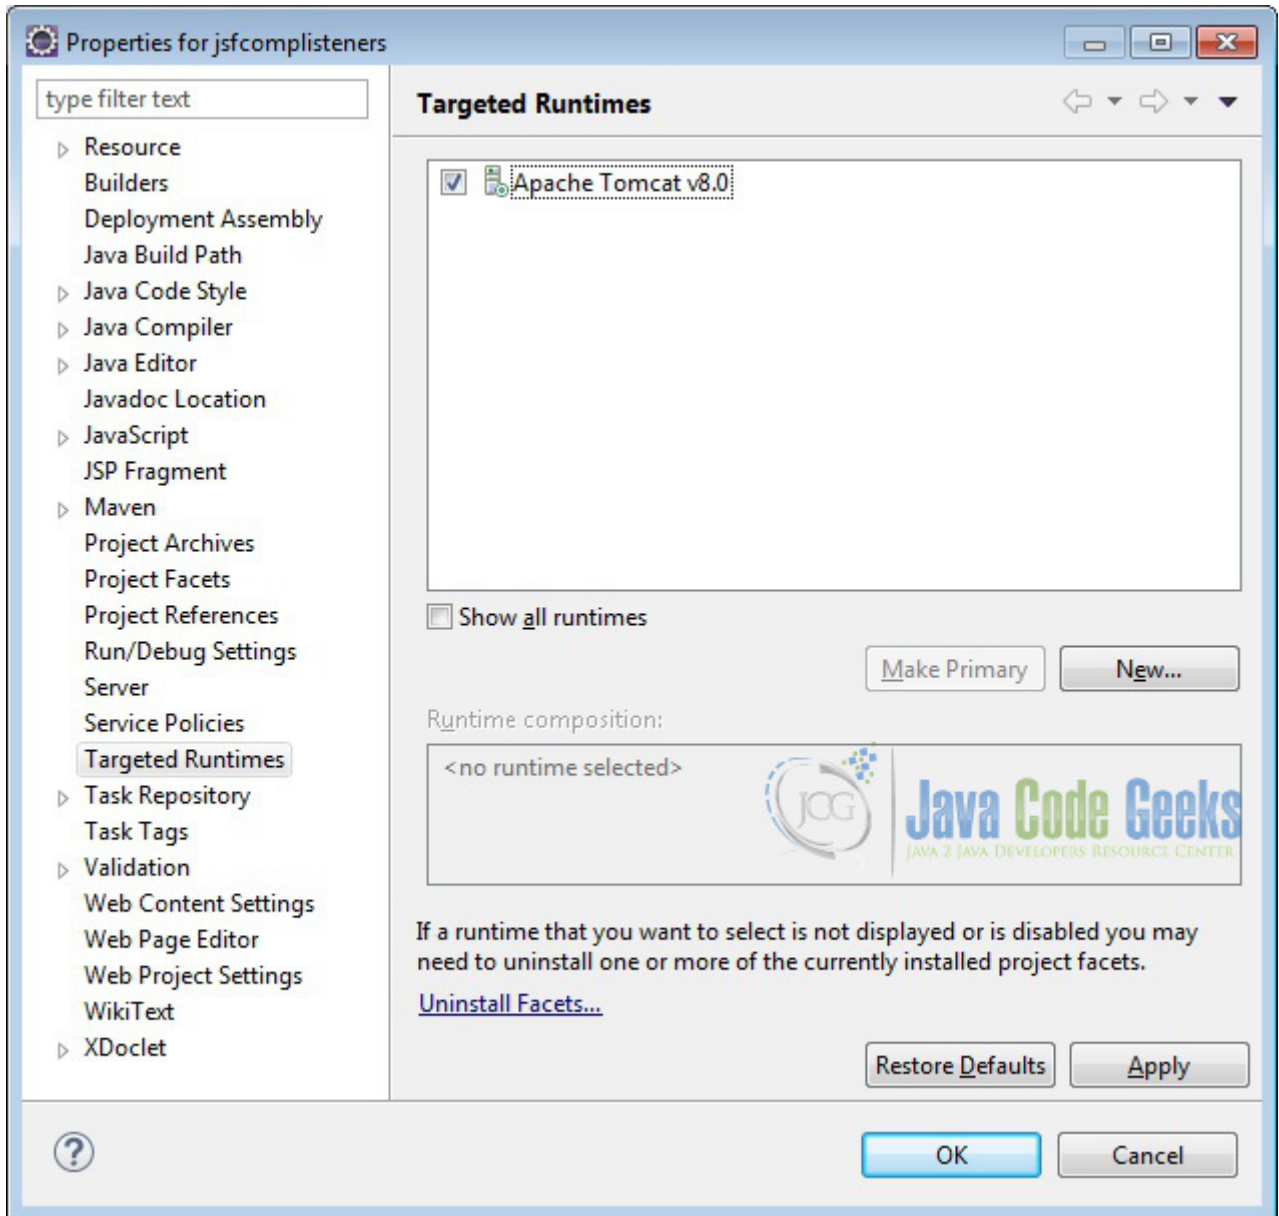 Properties for jsfcomplisteners
type filter text
Resource
Builders
Deployment Assembly
Java Build Path
Java Code Style
Java Compiler
Java Editor
Javadoc Location
JavaScript
JSP Fragment
Maven
Project Archives
Project Facets
Project References
Run/Debug Settings
Server
Service Policies
Targeted Runtimes
Task Repository
Task Tags
Validation
Web Content Settings
Web Page Editor
Web Project Settings
WikiText
XDoclet
Targeted Runtimes
Apache Tomcat v8.0
Show all runtimes
Make Primary
New...
Runtime composition:
<no runtime selected>
JCG
Java Code Geeks
JAVA 2 JAVA DEVELOPERS RESOURCE CENTER
If a runtime that you want to select is not displayed or is disabled you may
need to uninstall one or more of the currently installed project facets.
Uninstall Facets...
Restore Defaults
Apply
?
OK
Cancel